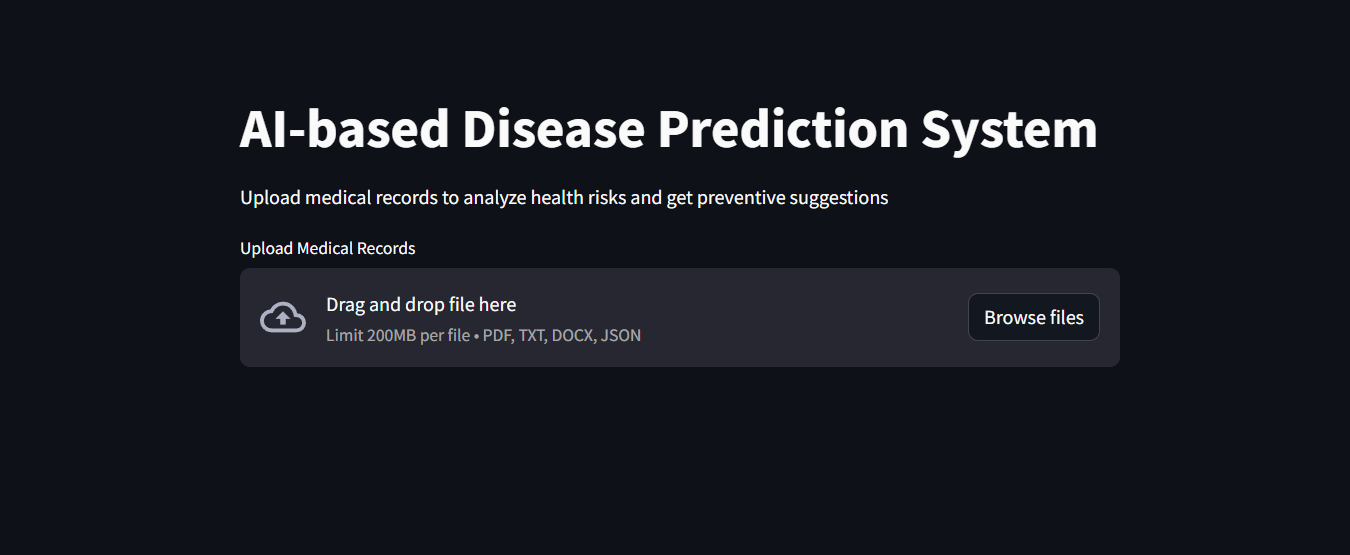 AI-based Disease Prediction System
Upload medical records to analyze health risks and get preventive suggestions
Upload Medical Records
Drag and drop file here
Limit 200MB per file • PDF, TXT, DOCX, JSON
Browse files